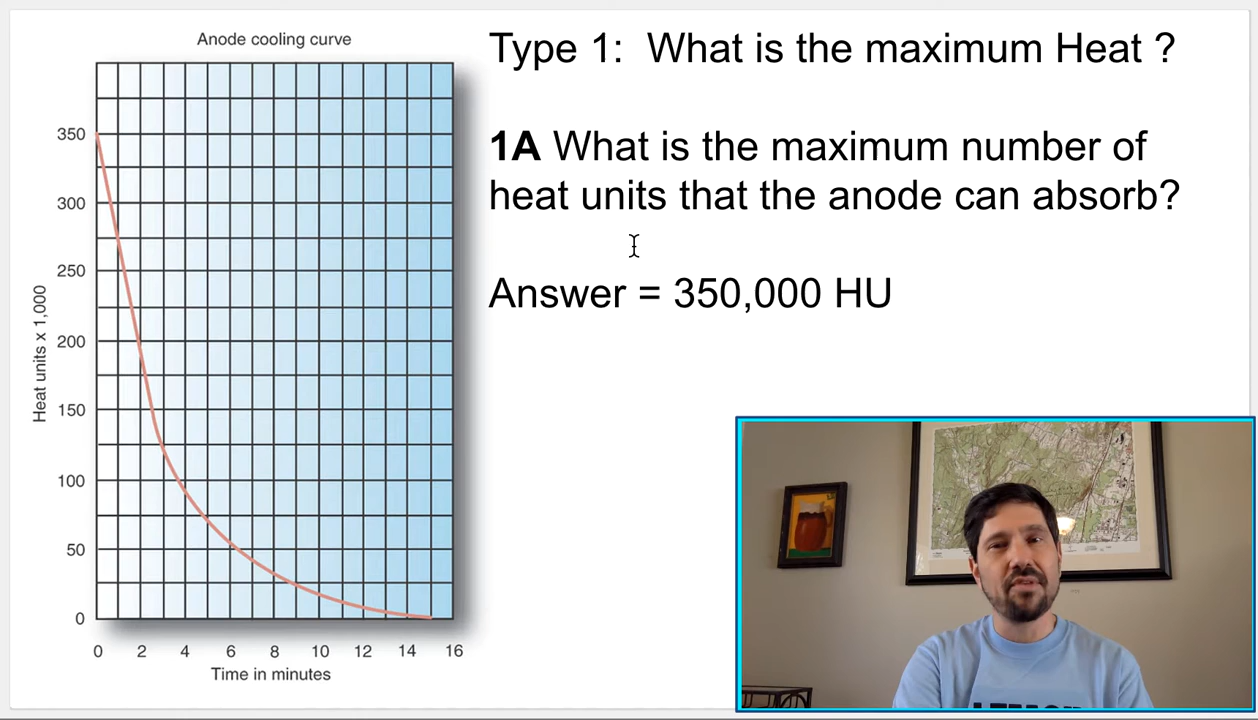 Anode cooling curve
Type 1: What is the maximum Heat ?
1A What is the maximum number of
heat units that the anode can absorb?
Answer = 350,000 HU
Heat units x 1,000
350
300
250
200
150
100
50
0
0 2 4 6 8 10 12 14 16
Time in minutes